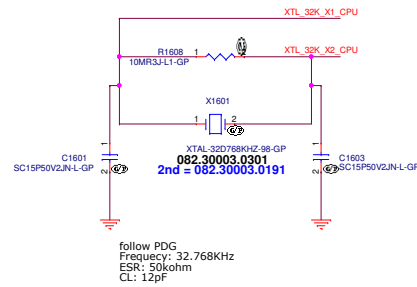 XTL_32K_X1_CPU
R1608
1
2
XTL_32K_X2_CPU
10MR3J-L1-GP
X1601
1
2
XTAL-32D768KHZ-98-GP
082.30003.0301
2nd = 082.30003.0191
1
C1601
SC15P50V2JN-L-GP
2
1
C1603
SC15P50V2JN-L-GP
2
follow PDG
Frequecy: 32.768KHz
ESR: 50kohm
CL: 12pF